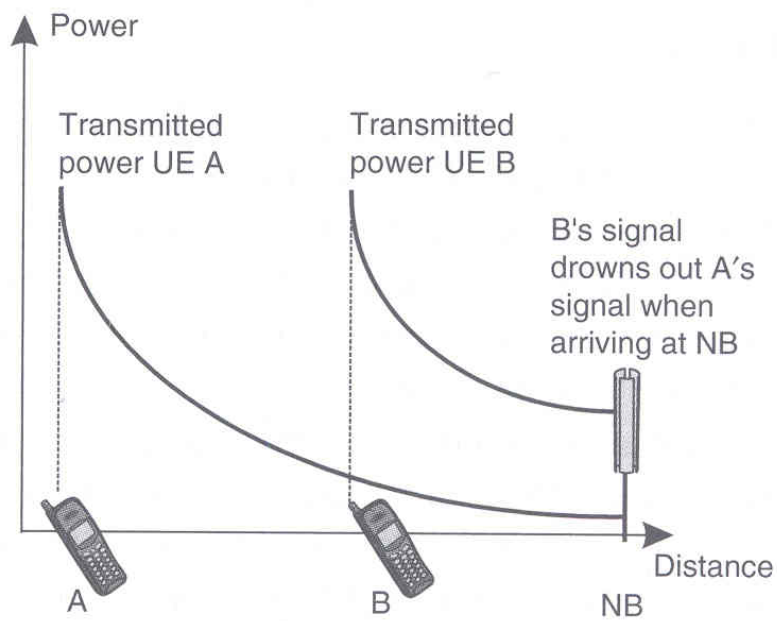 Power
Transmitted
power UE A
Transmitted
power UE B
B's signal
drowns out A′s
signal when
arriving at NB
Distance
A
B
NB